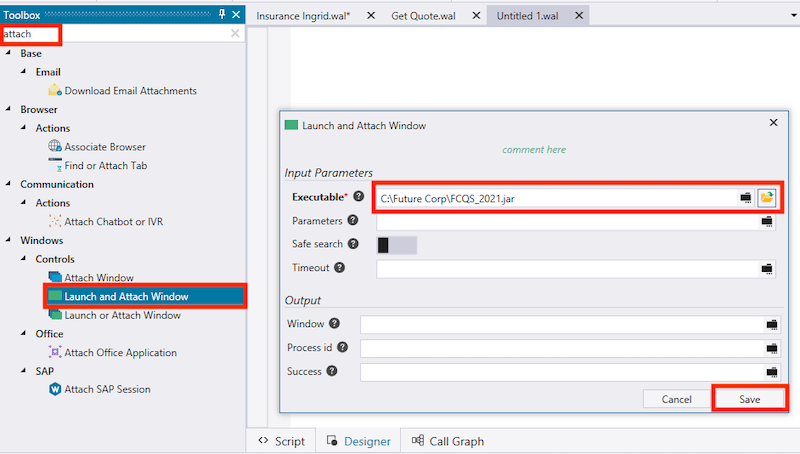 Toolbox
attach
Base
Email
Download Email Attachments
Browser
Actions
Associate Browser
Find or Attach Tab
Communication
Actions
Attach Chatbot or IVR
Windows
Controls
Attach Window
Launch and Attach Window
Launch or Attach Window
Office
Attach Office Application
SAP
Attach SAP Session
Insurance Ingrid.wal*
Get Quote.wal
Untitled 1.wal
Launch and Attach Window
comment here
Input Parameters
Executable* C:\Future Corp\FCQS_2021.jar
Parameters
Safe search
Timeout
Output
Window
Process id
Success
Cancel Save
Script Designer Call Graph